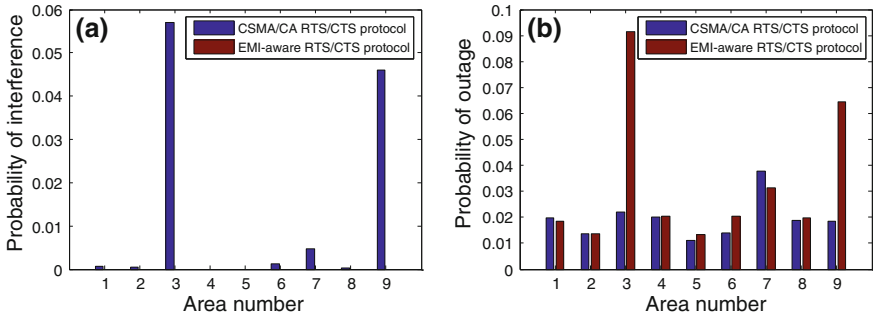 (a)
CSMA/CA RTS/CTS protocol
EMI-aware RTS/CTS protocol
Probability of interference
0.06
0.05
0.04
0.03
0.02
0.01
0
1 2 3 4 5 6 7 8 9
Area number
(b)
CSMA/CA RTS/CTS protocol
EMI-aware RTS/CTS protocol
Probability of outage
0.1
0.09
0.08
0.07
0.06
0.05
0.04
0.03
0.02
0.01
0
1 2 3 4 5 6 7 8 9
Area number